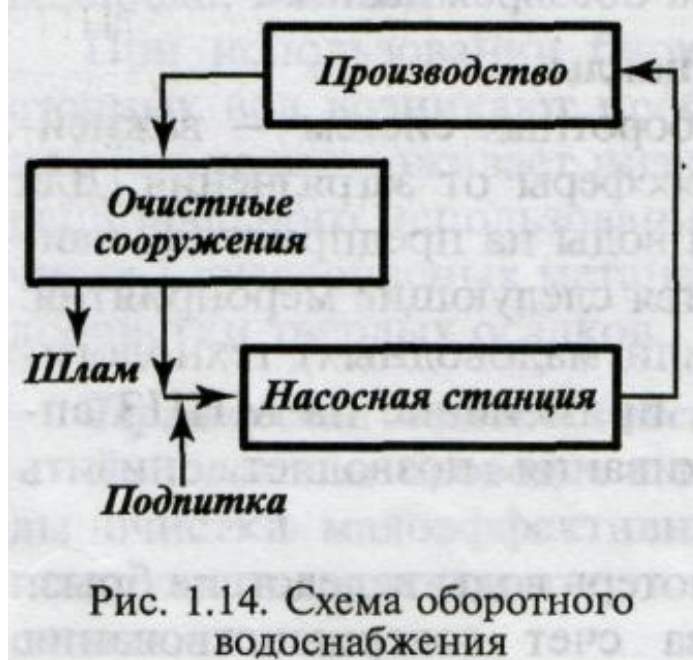 Производство
Очистные
сооружения
Шлам
Насосная станция
Подпитка
Рис. 1.14. Схема оборотного
водоснабжения